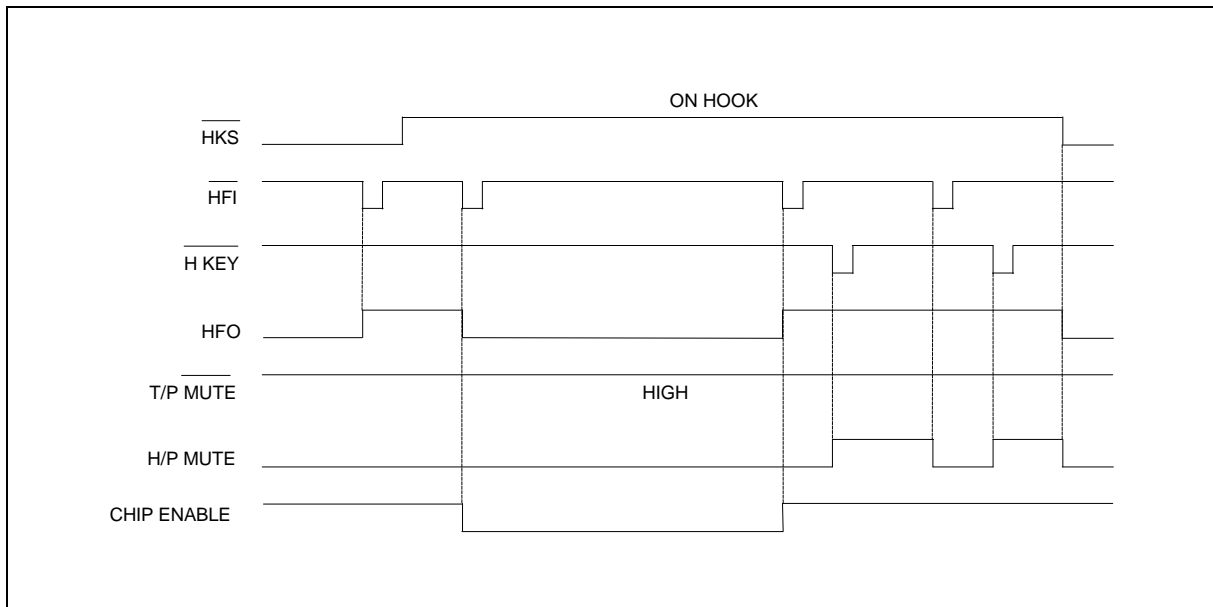 ON HOOK
HKS
HFI
H KEY
HFO
T/P MUTE
HIGH
H/P MUTE
CHIP ENABLE